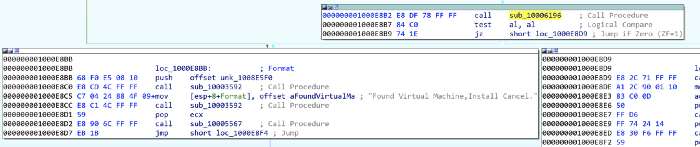 000000001000E8B2 E8 DF 78 FF FF call sub_10006196 ; Call Procedure
000000001000E8B7 84 C0 test al, al ; Logical Compare
000000001000E8B9 74 1E jz short loc_1000E8D9 ; Jump if Zero (ZF=1)
000000001000E8BB
000000001000E8BB loc_1000E8BB: ; Format
000000001000E8BB 68 F0 E5 08 10 push offset unk_1008E5F0
000000001000E8C0 E8 CD 4C FF FF call sub_10003592 ; Call Procedure
000000001000E8C5 C7 04 24 88 4F 09+mov [esp+8+Format], offset aFoundVirtualMa ; "Found Virtual Machine,Install Cancel."
000000001000E8CC E8 C1 4C FF FF call sub_10003592 ; Call Procedure
000000001000E8D1 59 pop ecx
000000001000E8D2 E8 90 6C FF FF call sub_10005567 ; Call Procedure
000000001000E8D7 EB 1B jmp short loc_1000E8F4 ; Jump
000000001000E8D9
000000001000E8D9
000000001000E8D9 E8 2C 71 FF FF
000000001000E8DE A1 2C 90 01 10
000000001000E8E3 83 C0 0D
000000001000E8E6 50
000000001000E8E7 FF D6
000000001000E8E9 FF 74 24 14
000000001000E8ED E8 30 F6 FF FF
000000001000E8F2 59